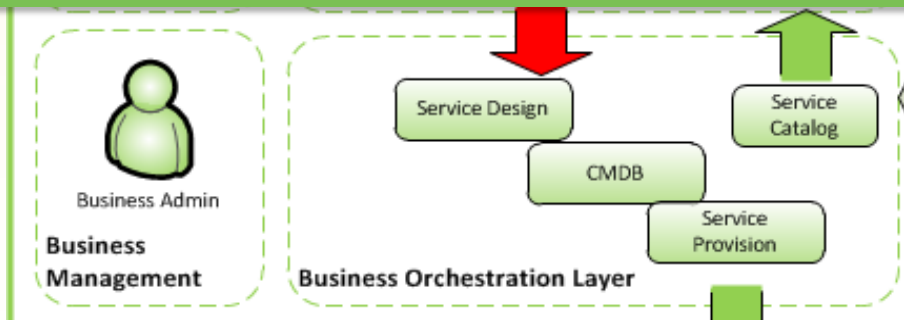 Service Design
Service
Catalog
CMDB
Business Admin
Service
Provision
Business
Management
Business Orchestration Layer